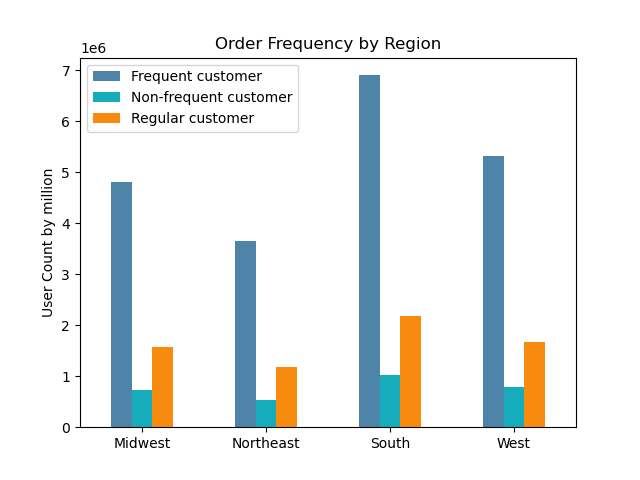 Order Frequency by Region
1e6
Frequent customer
Non-frequent customer
Regular customer
User Count by million
7
6
5
4
3
2
1
0
Midwest Northeast South West